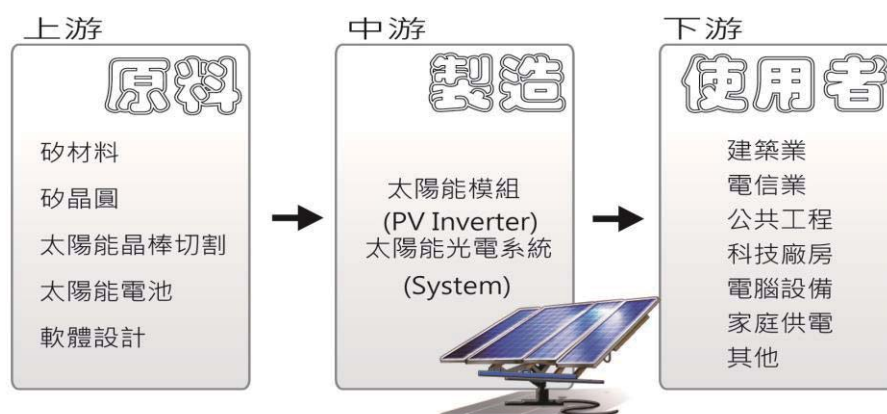 上游
原料
矽材料
矽晶圓
太陽能晶棒切割
太陽能電池
軟體設計
中游
製造
太陽能模組
(PV Inverter)
太陽能光電系統
(System)
下游
使用者
建築業
電信業
公共工程
科技廠房
電腦設備
家庭供電
其他